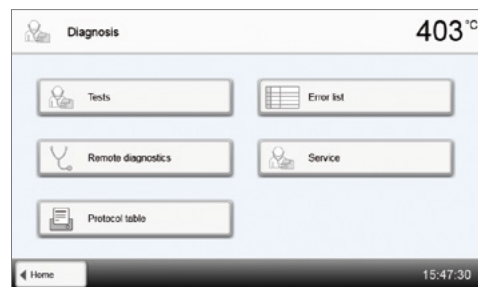 Diagnosis
403 °C
Tests
Error list
Remote diagnostics
Service
Protocol table
Home
15:47:30